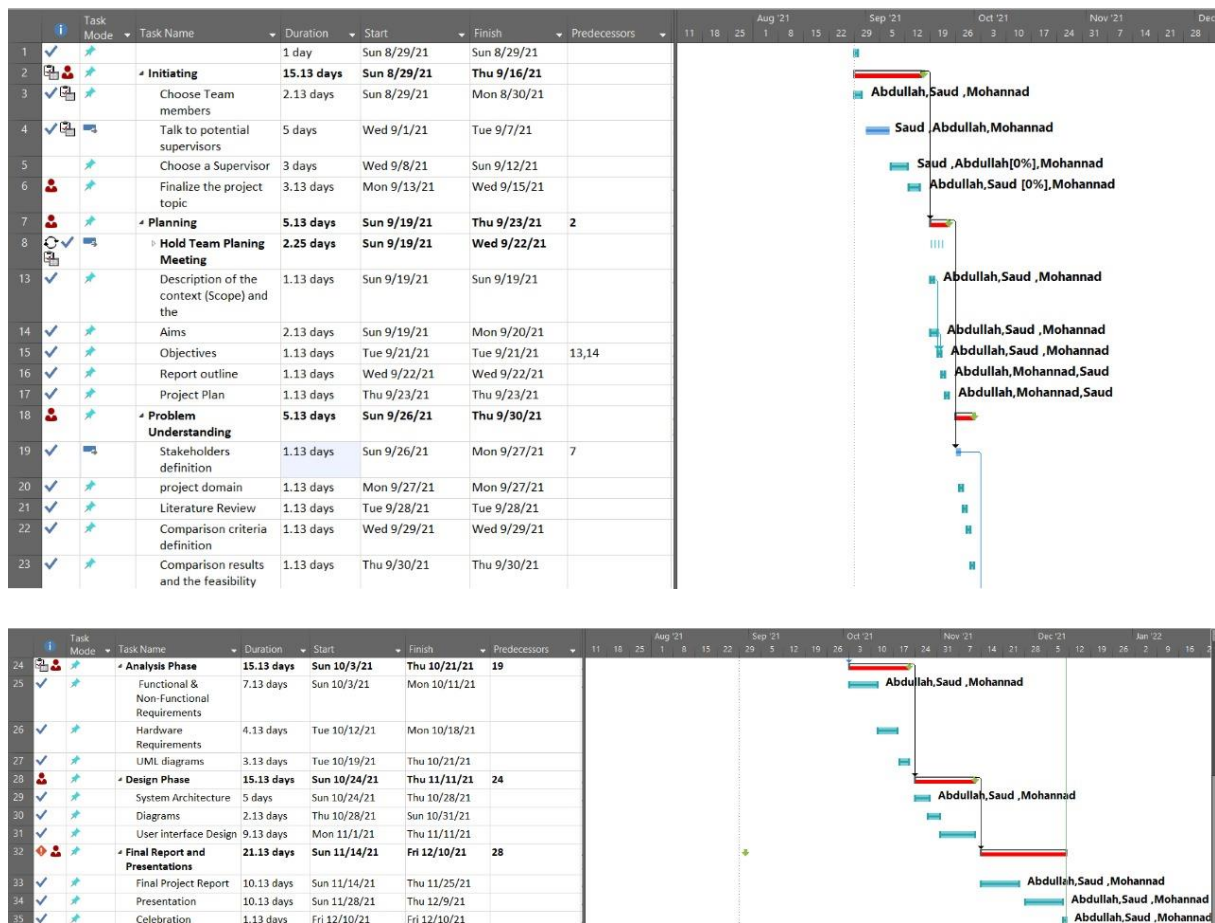 Aug '21 Sep '21 Oct '21 Nov '21 Dec
Task Mode Task Name Duration Start Finish Predecessors 11 18 25 1 8 15 22 29 5 12 19 26 3 10 17 24 31 7 14 21 28
1 1 day Sun 8/29/21 Sun 8/29/21
2 Initiating 15.13 days Sun 8/29/21 Thu 9/16/21
3 Choose Team 2.13 days Sun 8/29/21 Mon 8/30/21 Abdullah,Saud ,Mohannad
members
4 Talk to potential 5 days Wed 9/1/21 Tue 9/7/21 Saud ,Abdullah,Mohannad
supervisors
5 Choose a Supervisor 3 days Wed 9/8/21 Sun 9/12/21 Saud ,Abdullah[0%],Mohannad
6 Finalize the project 3.13 days Mon 9/13/21 Wed 9/15/21 Abdullah,Saud [0%],Mohannad
topic
7 Planning 5.13 days Sun 9/19/21 Thu 9/23/21 2
8 Hold Team Planing 2.25 days Sun 9/19/21 Wed 9/22/21
Meeting
13 Description of the 1.13 days Sun 9/19/21 Sun 9/19/21 Abdullah,Saud ,Mohannad
context (Scope) and
the
14 Aims 2.13 days Sun 9/19/21 Mon 9/20/21 Abdullah,Saud ,Mohannad
15 Objectives 1.13 days Tue 9/21/21 Tue 9/21/21 13,14 Abdullah,Saud ,Mohannad
16 Report outline 1.13 days Wed 9/22/21 Wed 9/22/21 Abdullah,Mohannad,Saud
17 Project Plan 1.13 days Thu 9/23/21 Thu 9/23/21 Abdullah,Mohannad,Saud
18 Problem 5.13 days Sun 9/26/21 Thu 9/30/21
Understanding
19 Stakeholders 1.13 days Sun 9/26/21 Mon 9/27/21 7
definition
20 project domain 1.13 days Mon 9/27/21 Mon 9/27/21
21 Literature Review 1.13 days Tue 9/28/21 Tue 9/28/21
22 Comparison criteria 1.13 days Wed 9/29/21 Wed 9/29/21
definition
23 Comparison results 1.13 days Thu 9/30/21 Thu 9/30/21
and the feasibility
Aug '21 Sep '21 Oct '21 Nov '21 Dec '21 Jan '22
Task Mode Task Name Duration Start Finish Predecessors 11 18 25 1 8 15 22 29 5 12 19 26 3 10 17 24 31 7 14 21 28 5 12 19 26 2 9 16 2
24 Analysis Phase 15.13 days Sun 10/3/21 Thu 10/21/21 19
25 Functional & 7.13 days Sun 10/3/21 Mon 10/11/21 Abdullah,Saud ,Mohannad
Non-Functional
Requirements
26 Hardware 4.13 days Tue 10/12/21 Mon 10/18/21
Requirements
27 UML diagrams 3.13 days Tue 10/19/21 Thu 10/21/21
28 Design Phase 15.13 days Sun 10/24/21 Thu 11/11/21 24
29 System Architecture 5 days Sun 10/24/21 Thu 10/28/21 Abdullah,Saud ,Mohannad
30 Diagrams 2.13 days Thu 10/28/21 Sun 10/31/21
31 User interface Design 9.13 days Mon 11/1/21 Thu 11/11/21
32 Final Report and 21.13 days Sun 11/14/21 Fri 12/10/21 28
Presentations
33 Final Project Report 10.13 days Sun 11/14/21 Thu 11/25/21 Abdullah,Saud ,Mohannad
34 Presentation 10.13 days Sun 11/28/21 Thu 12/9/21 Abdullah,Saud ,Mohannad
35 Celebration 1.13 days Fri 12/10/21 Fri 12/10/21 Abdullah,Saud ,Mohannad